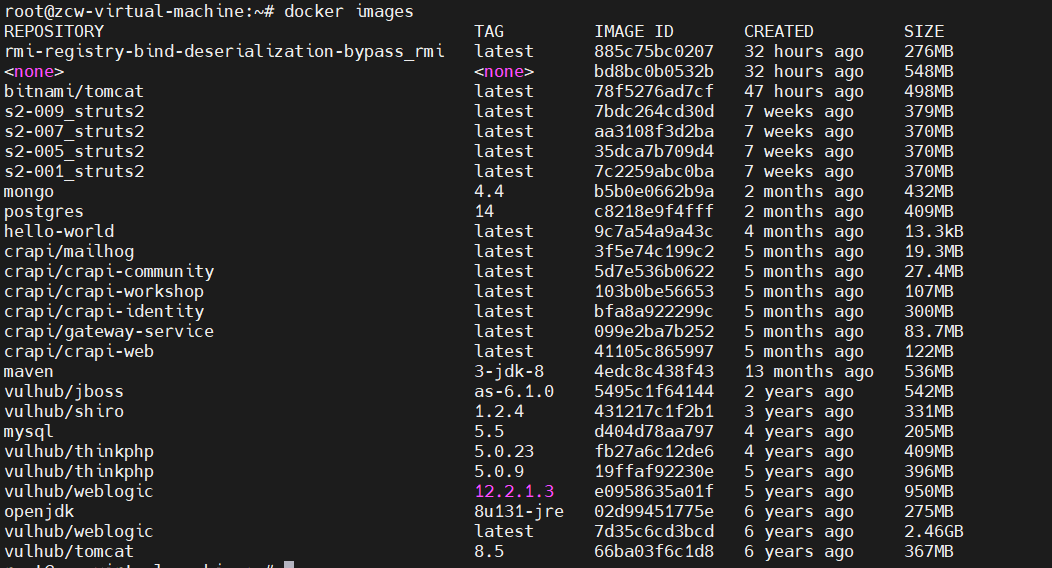 root@zcw-virtual-machine:~# docker images
REPOSITORY TAG IMAGE ID CREATED SIZE
rmi-registry-bind-deserialization-bypass_rmi latest 885c75bc0207 32 hours ago 276MB
<none> <none> bd8bc0b0532b 32 hours ago 548MB
bitnami/tomcat latest 78f5276ad7cf 47 hours ago 498MB
s2-009_struts2 latest 7bdc264cd30d 7 weeks ago 379MB
s2-007_struts2 latest aa3108f3d2ba 7 weeks ago 370MB
s2-005_struts2 latest 35dca7b709d4 7 weeks ago 370MB
s2-001_struts2 latest 7c2259abc0ba 7 weeks ago 370MB
mongo 4.4 b5b0e0662b9a 2 months ago 432MB
postgres 14 c8218e9f4fff 2 months ago 409MB
hello-world latest 9c7a54a9a43c 4 months ago 13.3kB
crapi/mailhog latest 3f5e74c199c2 5 months ago 19.3MB
crapi/crapi-community latest 5d7e536b0622 5 months ago 27.4MB
crapi/crapi-workshop latest 103b0be56653 5 months ago 107MB
crapi/crapi-identity latest bfa8a922299c 5 months ago 300MB
crapi/gateway-service latest 099e2ba7b252 5 months ago 83.7MB
crapi/crapi-web latest 41105c865997 5 months ago 122MB
maven 3-jdk-8 4edc8c438f43 13 months ago 536MB
vulhub/jboss as-6.1.0 5495c1f64144 2 years ago 542MB
vulhub/shiro 1.2.4 431217c1f2b1 3 years ago 331MB
mysql 5.5 d404d78aa797 4 years ago 205MB
vulhub/thinkphp 5.0.23 fb27a6c12de6 4 years ago 409MB
vulhub/thinkphp 5.0.9 19ffaf92230e 5 years ago 396MB
vulhub/weblogic 12.2.1.3 e0958635a01f 5 years ago 950MB
openjdk 8u131-jre 02d99451775e 6 years ago 275MB
vulhub/weblogic latest 7d35c6cd3bcd 6 years ago 2.46GB
vulhub/tomcat 8.5 66ba03f6c1d8 6 years ago 367MB